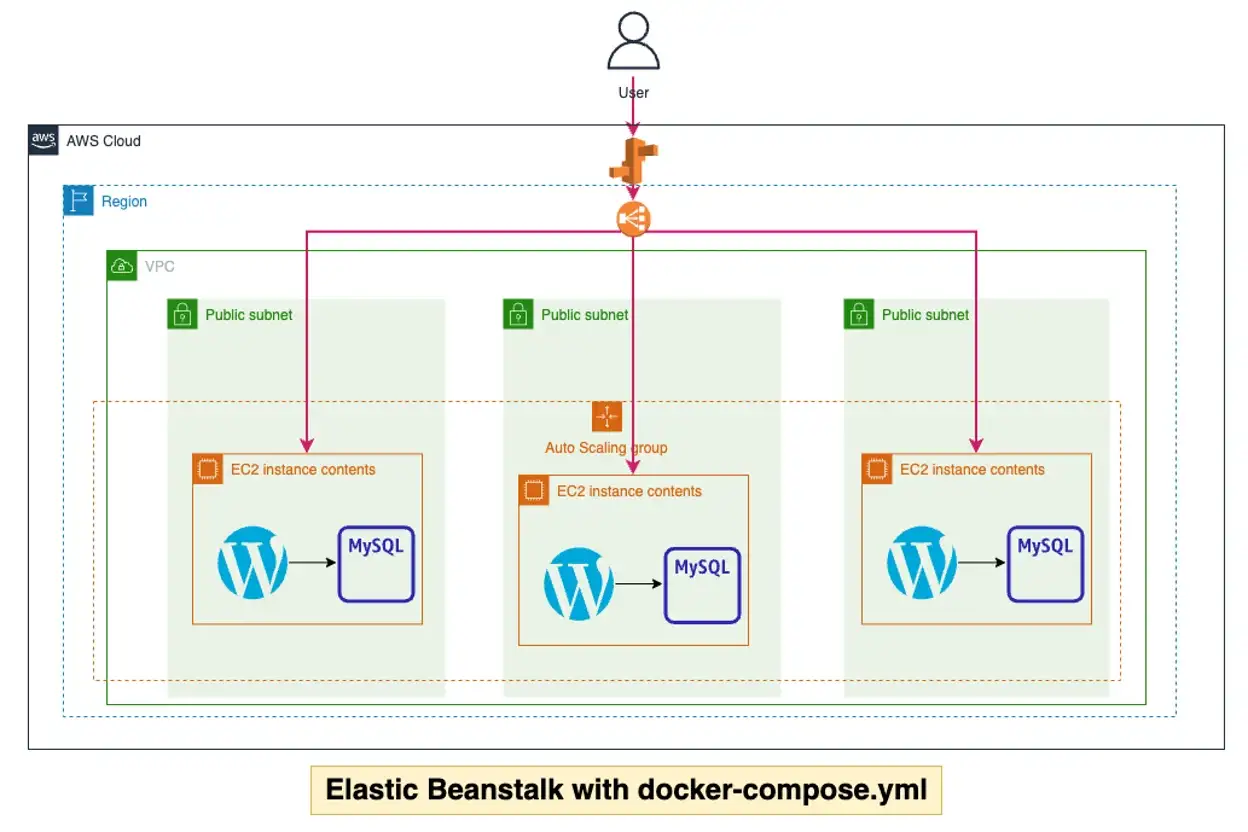 User
aws
AWS Cloud
Region
VPC
Public subnet
Public subnet
Public subnet
Auto Scaling group
EC2 instance contents
EC2 instance contents
EC2 instance contents
W
MySQL
W
MySQL
W
MySQL
Elastic Beanstalk with docker-compose.yml